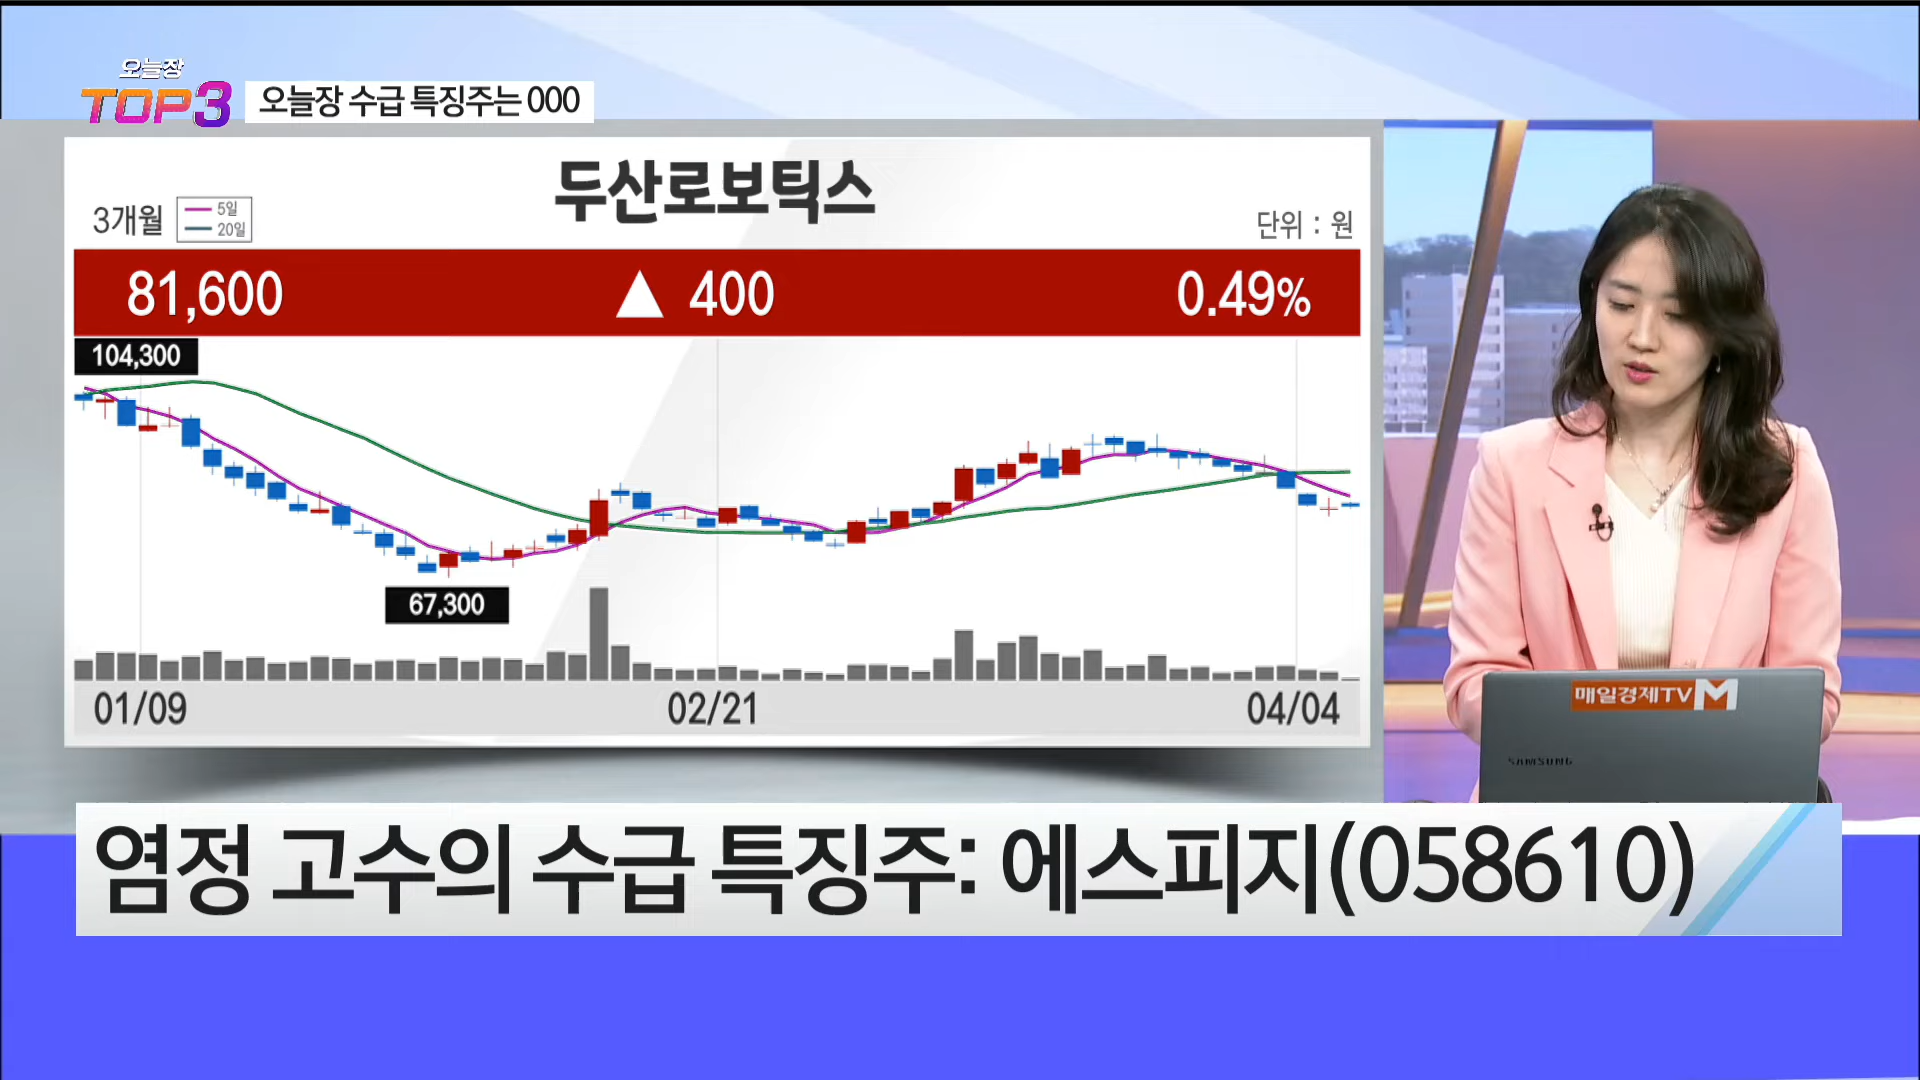 오늘장
TOP3
오늘장 수급 특징주는 OOO
두산로보틱스
3개월
5일
20일
단위 : 원
81,600 ▲ 400 0.49%
104,300
67,300
01/09 02/21 04/04
매일경제TV M
SAMSUNG
염정 고수의 수급 특징주: 에스피지(058610)